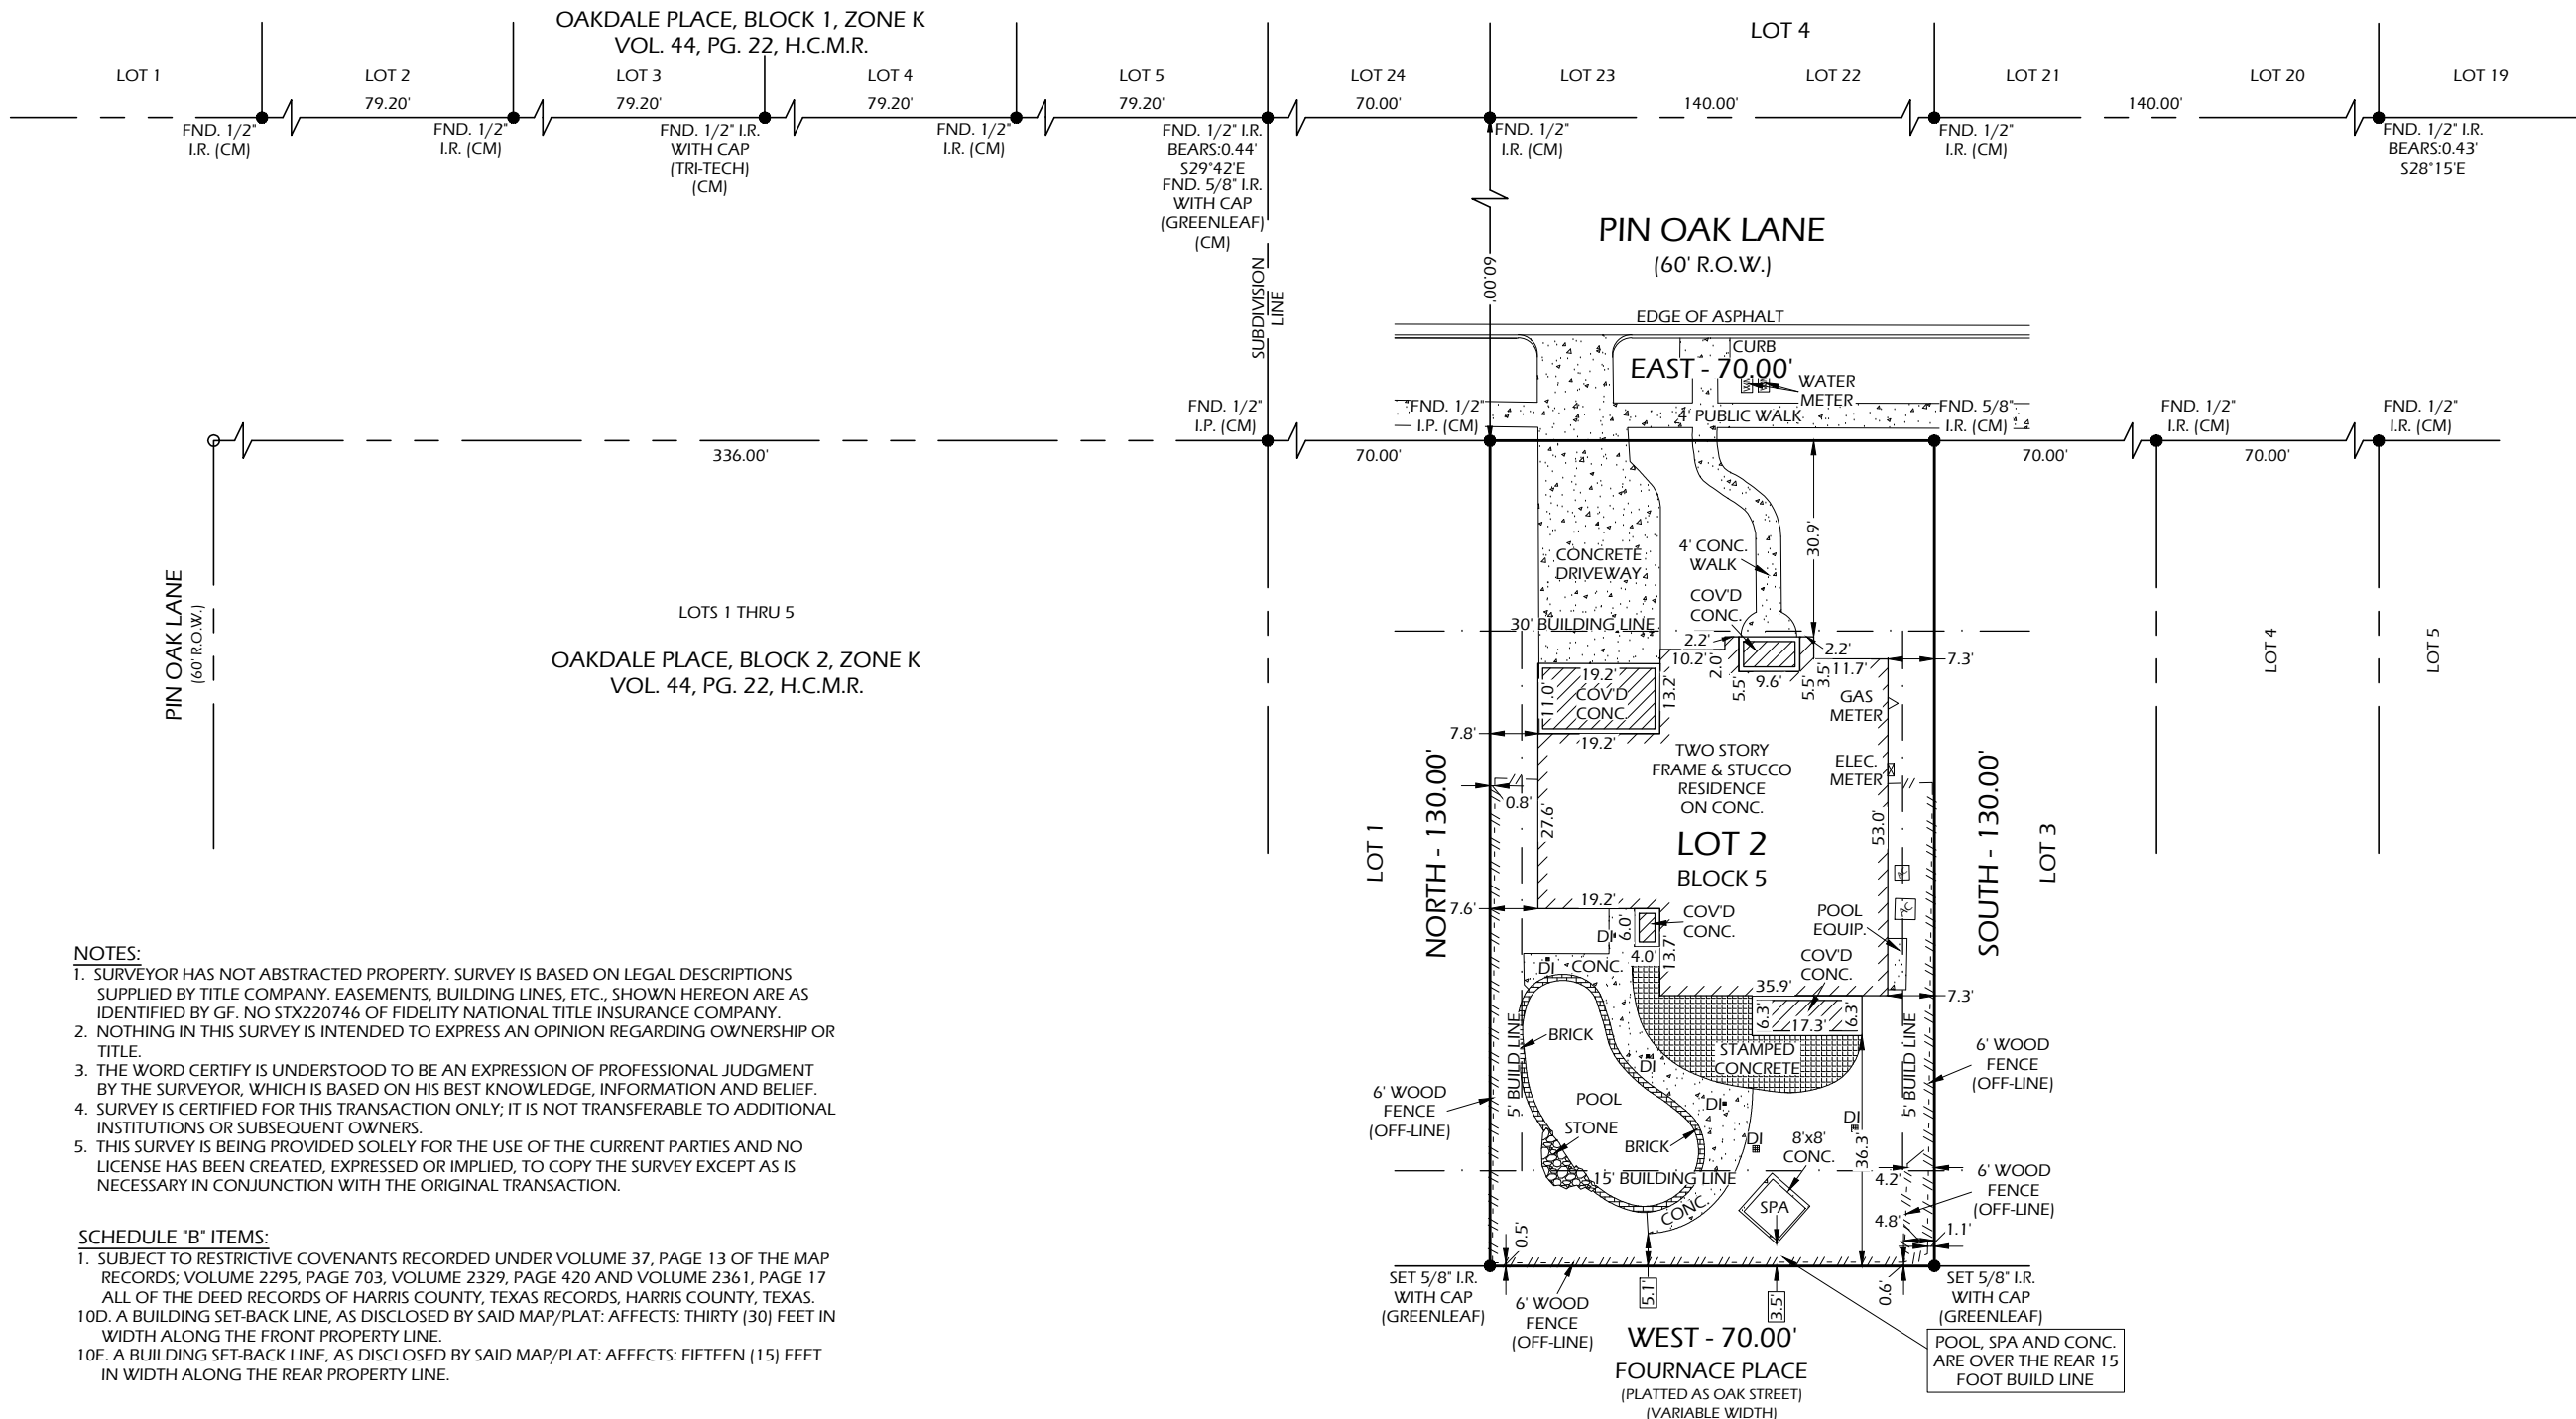 OAKDALE PLACE, BLOCK 1, ZONE K
VOL. 44, PG. 22, H.C.M.R.
LOT 4
LOT 1
LOT 2
LOT 3
LOT 4
LOT 5
LOT 24
LOT 23
LOT 22
LOT 21
LOT 20
LOT 19
79.20'
79.20'
79.20'
79.20'
70.00'
140.00'
140.00'
FND. 1/2"
I.R. (CM)
FND. 1/2"
I.R. (CM)
FND. 1/2" I.R.
WITH CAP
(TRI-TECH)
(CM)
FND. 1/2"
I.R. (CM)
FND. 1/2" I.R.
BEARS:0.44'
S29°42'E
FND. 5/8" I.R.
WITH CAP
(GREENLEAF)
(CM)
FND. 1/2"
I.R. (CM)
FND. 1/2"
I.R. (CM)
FND. 1/2" I.R.
BEARS:0.43'
S28°15'E
PIN OAK LANE
(60' R.O.W.)
60.00'
SUBDIVISION
LINE
EDGE OF ASPHALT
CURB
EAST - 70.00'
WATER
METER
4' PUBLIC WALK
FND. 1/2"
I.P. (CM)
FND. 1/2"
I.P. (CM)
FND. 5/8"
I.R. (CM)
FND. 1/2"
I.R. (CM)
FND. 1/2"
I.R. (CM)
336.00'
70.00'
70.00'
70.00'
PIN OAK LANE
(60' R.O.W.)
LOTS 1 THRU 5
OAKDALE PLACE, BLOCK 2, ZONE K
VOL. 44, PG. 22, H.C.M.R.
30.9'
CONCRETE
DRIVEWAY
4' CONC.
WALK
COV'D
CONC.
30' BUILDING LINE
2.2'
10.2'
2.0'
5.5'
9.6'
5.5'
3.5'
2.2'
11.7'
7.3'
LOT 4
LOT 5
19.2'
COV'D
CONC.
11.0'
13.2'
19.2'
7.8'
GAS
METER
TWO STORY
FRAME & STUCCO
RESIDENCE
ON CONC.
ELEC.
METER
0.8'
27.6'
53.0'
LOT 2
BLOCK 5
LOT 1
NORTH - 130.00'
SOUTH - 130.00'
LOT 3
AC
7.6'
19.2'
6.0'
COV'D
CONC.
POOL
EQUIP.
DI
4.0'
13.7'
DI
CONC.
COV'D
CONC.
35.9'
7.3'
6.3'
17.3'
6.3'
BRICK
5' BUILD LINE
STAMPED
CONCRETE
DI
5' BUILD LINE
6' WOOD
FENCE
(OFF-LINE)
6' WOOD
FENCE
(OFF-LINE)
POOL
STONE
BRICK
DI
DI
DI
8'x8'
CONC.
36.3'
15' BUILDING LINE
4.2'
6' WOOD
FENCE
(OFF-LINE)
SPA
CONC.
4.8'
1.1'
0.5'
0.6'
SET 5/8" I.R.
WITH CAP
(GREENLEAF)
6' WOOD
FENCE
(OFF-LINE)
5.1'
3.5'
SET 5/8" I.R.
WITH CAP
(GREENLEAF)
WEST - 70.00'
FOURNACE PLACE
(PLATTED AS OAK STREET)
(VARIABLE WIDTH)
POOL, SPA AND CONC.
ARE OVER THE REAR 15
FOOT BUILD LINE
NOTES:
1. SURVEYOR HAS NOT ABSTRACTED PROPERTY. SURVEY IS BASED ON LEGAL DESCRIPTIONS
SUPPLIED BY TITLE COMPANY. EASEMENTS, BUILDING LINES, ETC., SHOWN HEREON ARE AS
IDENTIFIED BY GF. NO STX220746 OF FIDELITY NATIONAL TITLE INSURANCE COMPANY.
2. NOTHING IN THIS SURVEY IS INTENDED TO EXPRESS AN OPINION REGARDING OWNERSHIP OR
TITLE.
3. THE WORD CERTIFY IS UNDERSTOOD TO BE AN EXPRESSION OF PROFESSIONAL JUDGMENT
BY THE SURVEYOR, WHICH IS BASED ON HIS BEST KNOWLEDGE, INFORMATION AND BELIEF.
4. SURVEY IS CERTIFIED FOR THIS TRANSACTION ONLY; IT IS NOT TRANSFERABLE TO ADDITIONAL
INSTITUTIONS OR SUBSEQUENT OWNERS.
5. THIS SURVEY IS BEING PROVIDED SOLELY FOR THE USE OF THE CURRENT PARTIES AND NO
LICENSE HAS BEEN CREATED, EXPRESSED OR IMPLIED, TO COPY THE SURVEY EXCEPT AS IS
NECESSARY IN CONJUNCTION WITH THE ORIGINAL TRANSACTION.
SCHEDULE "B" ITEMS:
1. SUBJECT TO RESTRICTIVE COVENANTS RECORDED UNDER VOLUME 37, PAGE 13 OF THE MAP
RECORDS; VOLUME 2295, PAGE 703, VOLUME 2329, PAGE 420 AND VOLUME 2361, PAGE 17
ALL OF THE DEED RECORDS OF HARRIS COUNTY, TEXAS RECORDS, HARRIS COUNTY, TEXAS.
10D. A BUILDING SET-BACK LINE, AS DISCLOSED BY SAID MAP/PLAT: AFFECTS: THIRTY (30) FEET IN
WIDTH ALONG THE FRONT PROPERTY LINE.
10E. A BUILDING SET-BACK LINE, AS DISCLOSED BY SAID MAP/PLAT: AFFECTS: FIFTEEN (15) FEET
IN WIDTH ALONG THE REAR PROPERTY LINE.